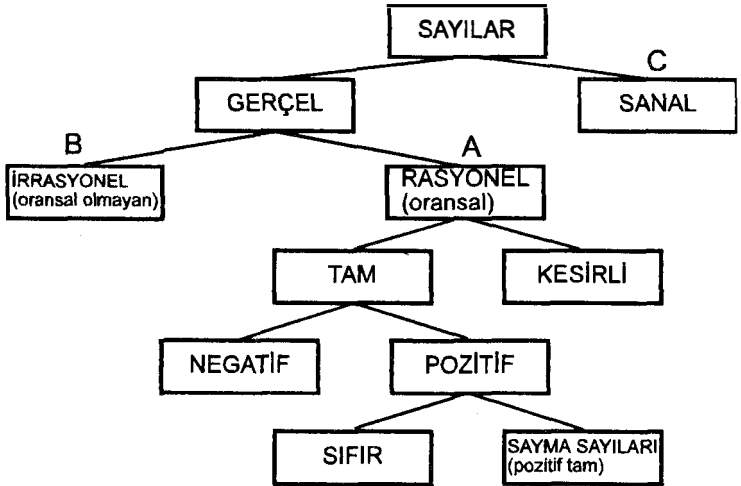 SAYILAR
C
GERÇEL
SANAL
B
A
İRRASYONEL
(oransal olmayan)
RASYONEL
(oransal)
TAM
KESİRLİ
NEGATİF
POZİTİF
SIFIR
SAYMA SAYILARI
(pozitif tam)